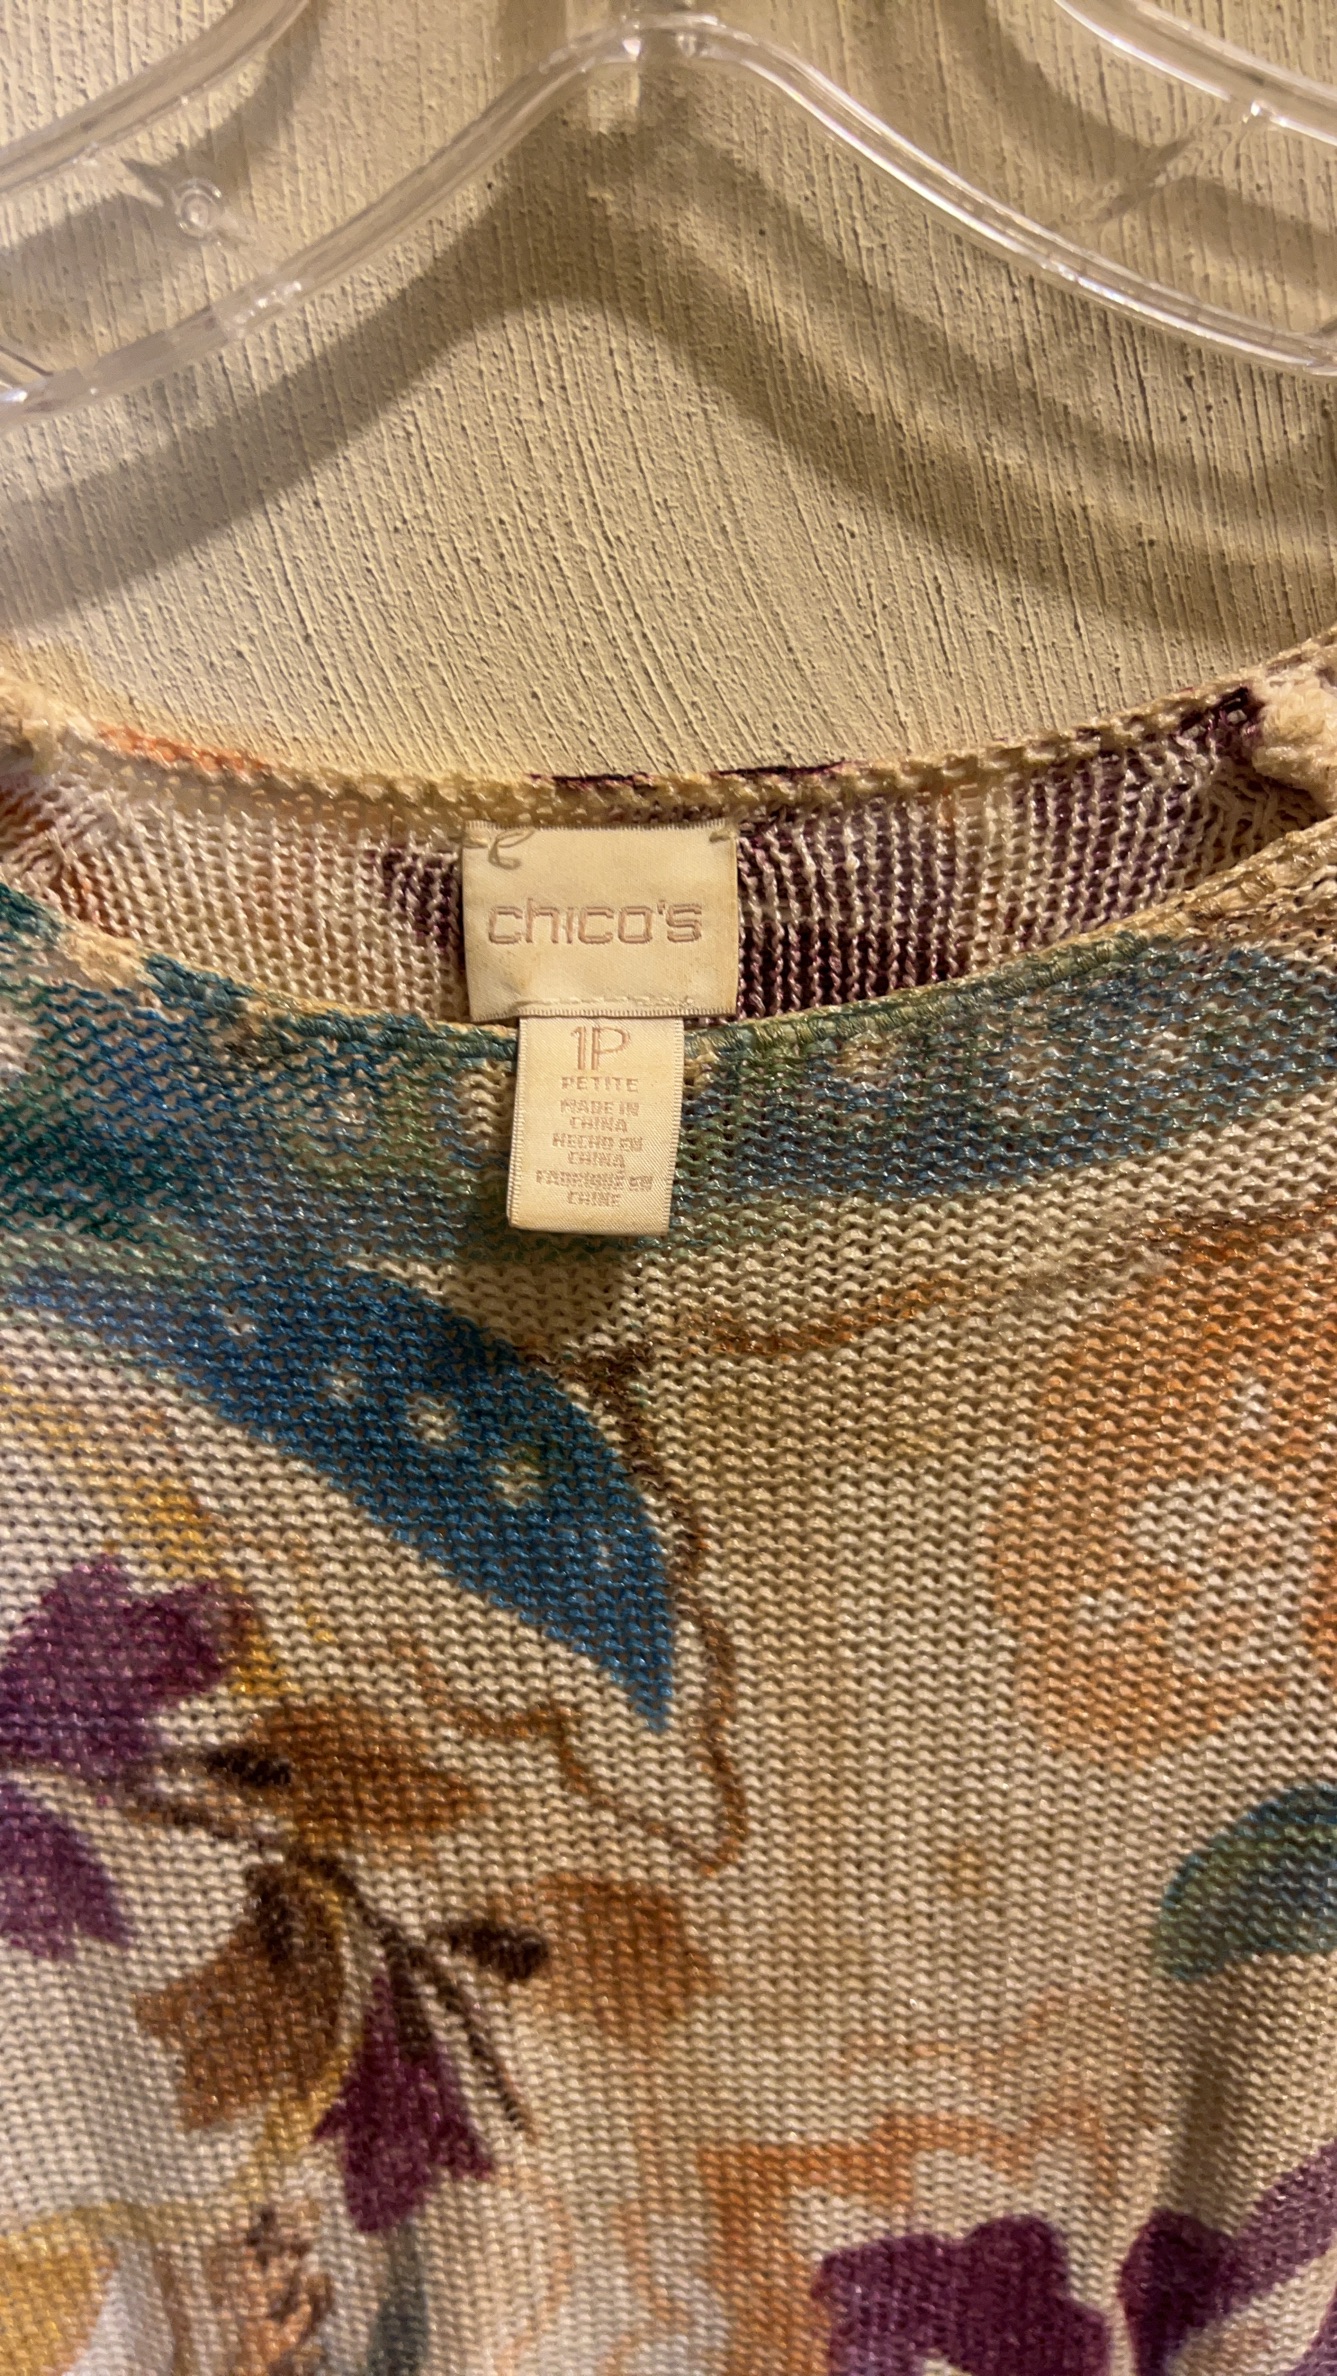 chico's
1P
PETITE
MADE IN
CHINA
HECHO EN
CHINA
FABRIQUÉ EN
CHINE